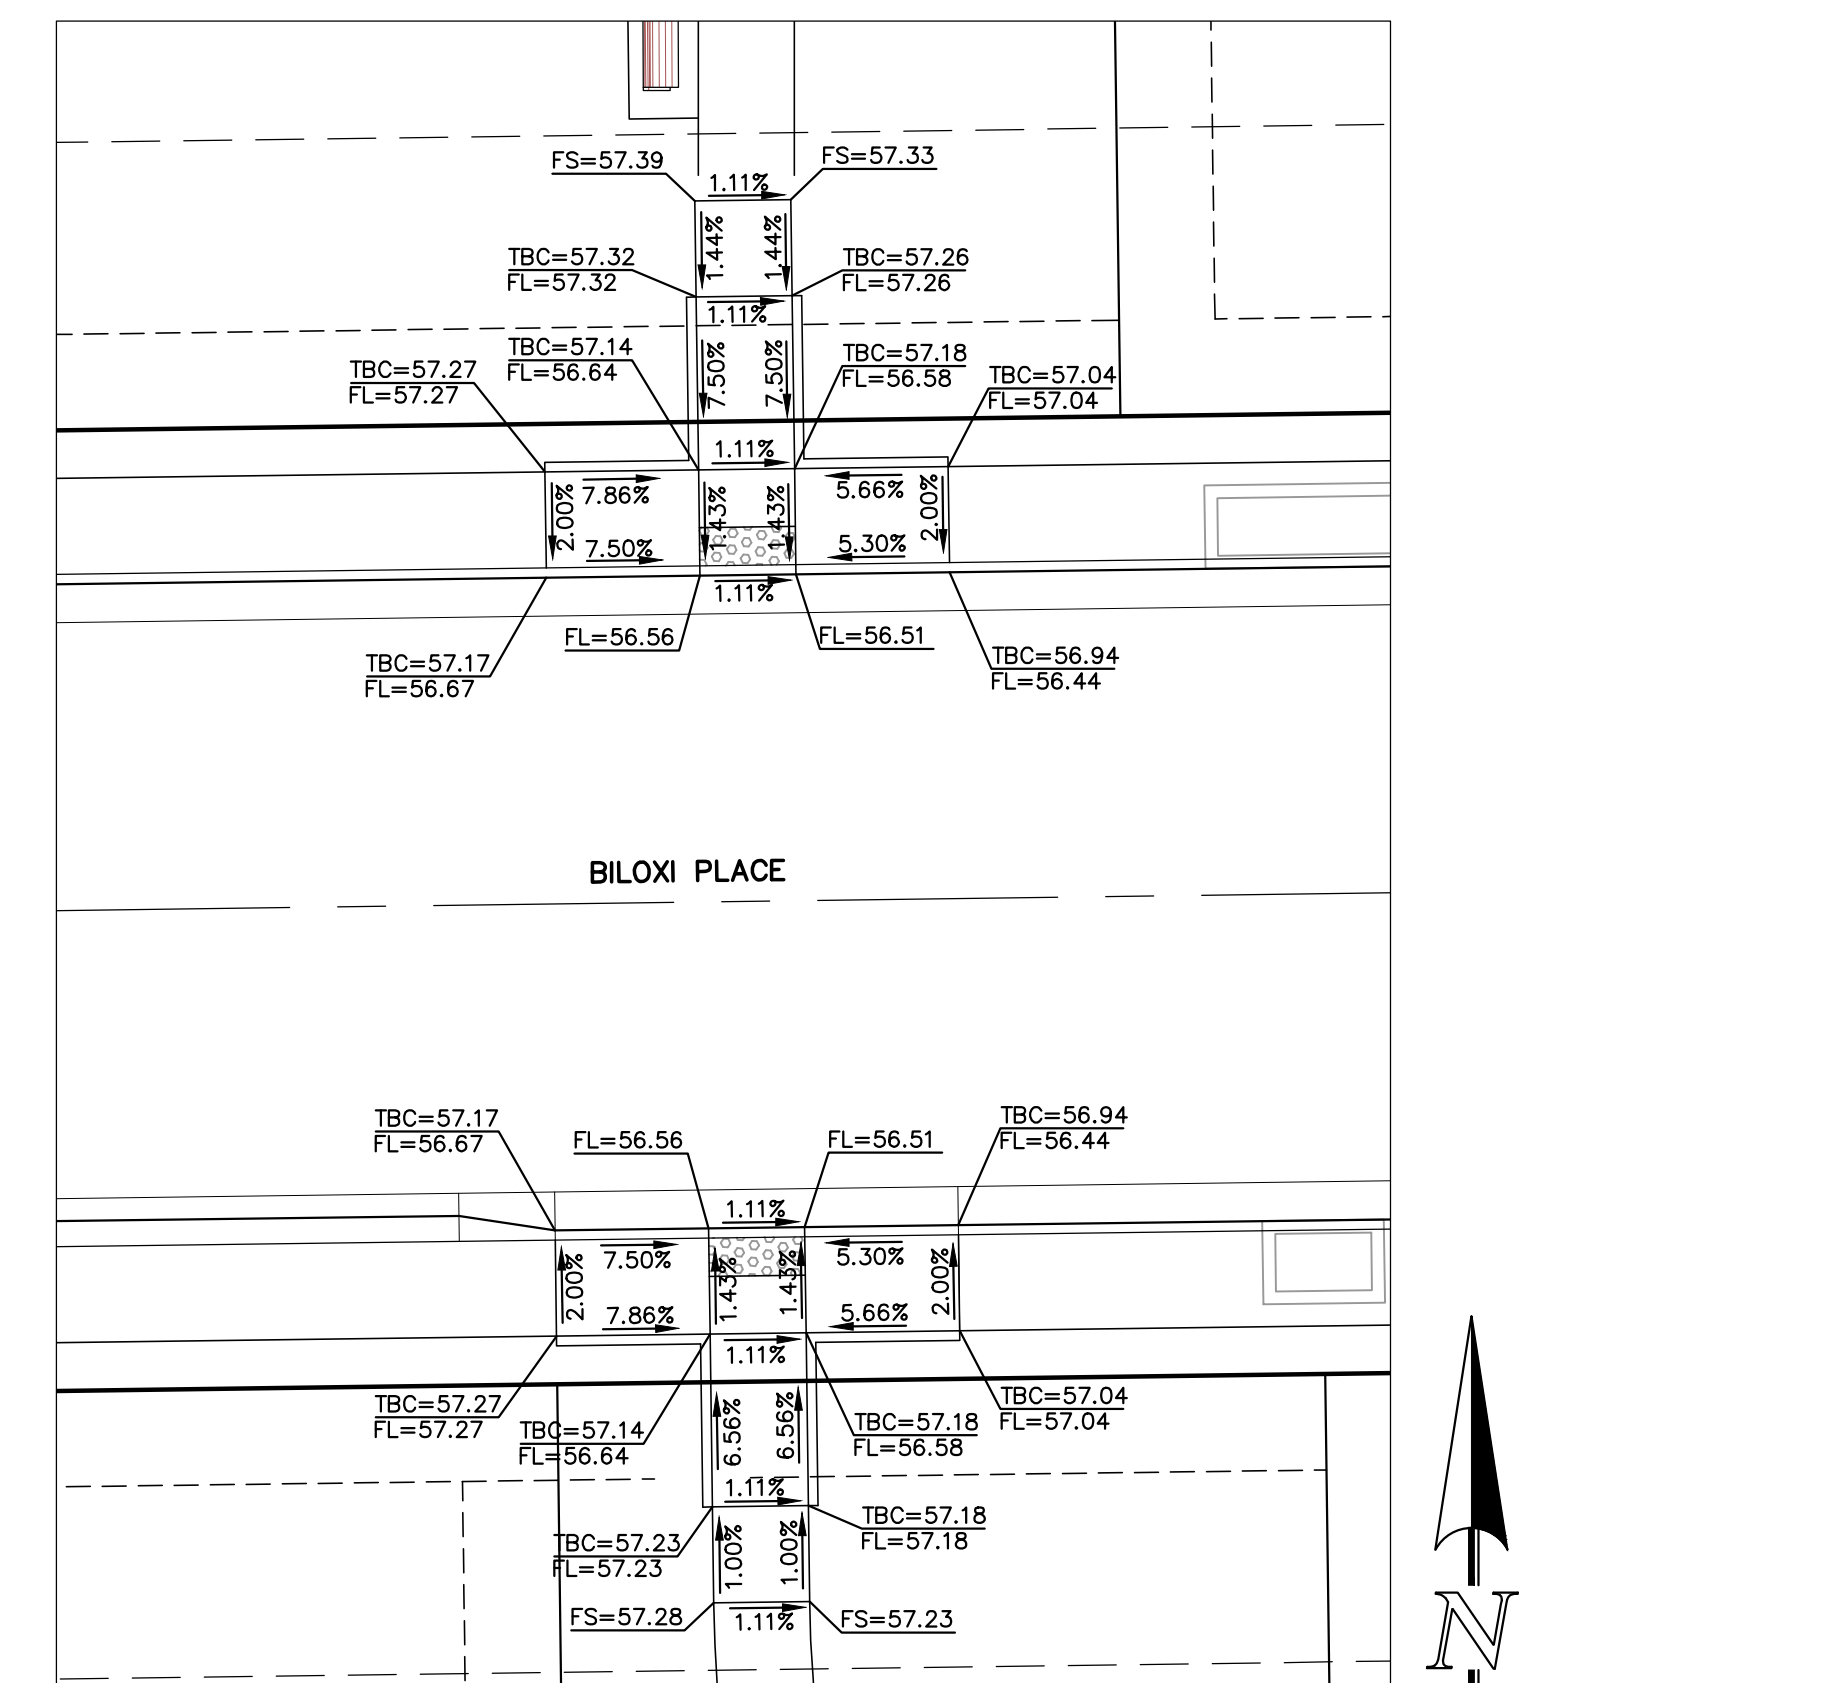 FS=57.39
FS=57.33
1.11%
1.44%
1.44%
TBC=57.32
FL=57.32
TBC=57.26
FL=57.26
1.11%
TBC=57.14
FL=56.64
TBC=57.18
FL=56.58
7.50%
7.50%
TBC=57.27
FL=57.27
TBC=57.04
FL=57.04
1.11%
2.00%
7.86%
1.43%
1.43%
5.66%
2.00%
7.50%
5.30%
1.11%
FL=56.56
FL=56.51
TBC=57.17
FL=56.67
TBC=56.94
FL=56.44
BILOXI PLACE
TBC=57.17
FL=56.67
FL=56.56
FL=56.51
TBC=56.94
FL=56.44
1.11%
7.50%
5.30%
2.00%
1.43%
1.43%
2.00%
7.86%
5.66%
1.11%
TBC=57.27
FL=57.27
TBC=57.14
FL=56.64
6.56%
6.56%
TBC=57.18
FL=56.58
TBC=57.04
FL=57.04
1.11%
TBC=57.23
FL=57.23
TBC=57.18
FL=57.18
1.00%
1.00%
FS=57.28
1.11%
FS=57.23
N